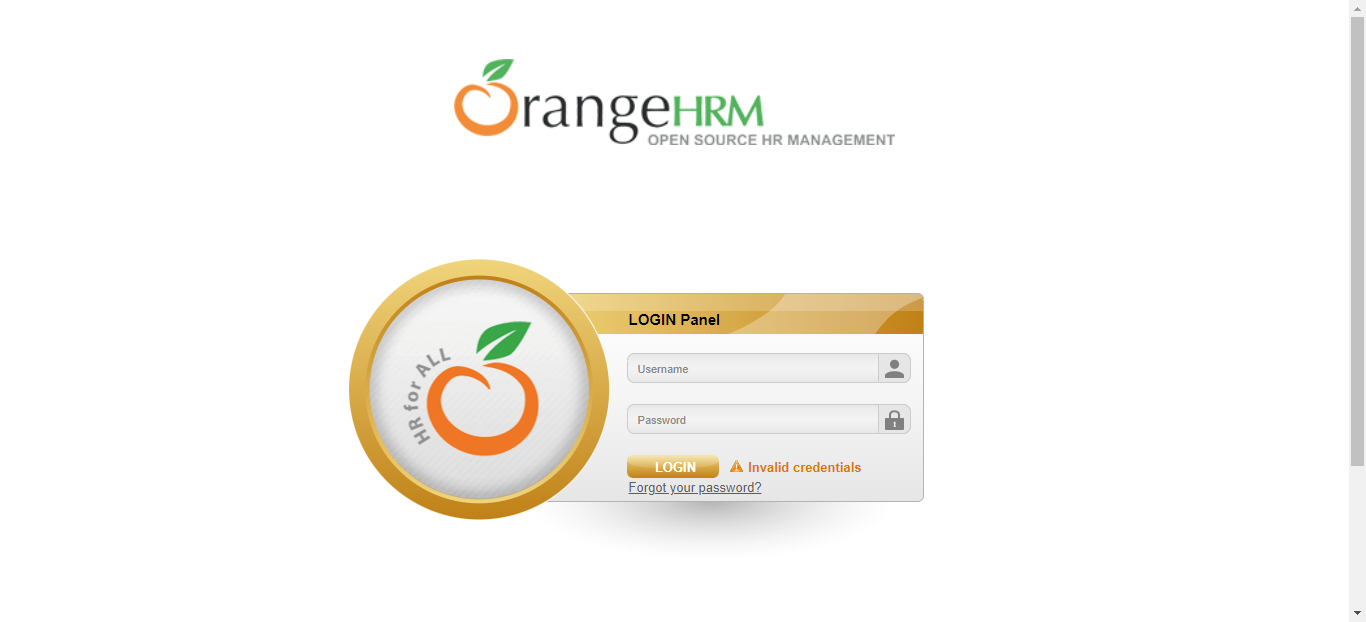 OrangeHRM
OPEN SOURCE HR MANAGEMENT
HR for ALL
LOGIN Panel
Username
Password
LOGIN
Invalid credentials
Forgot your password?